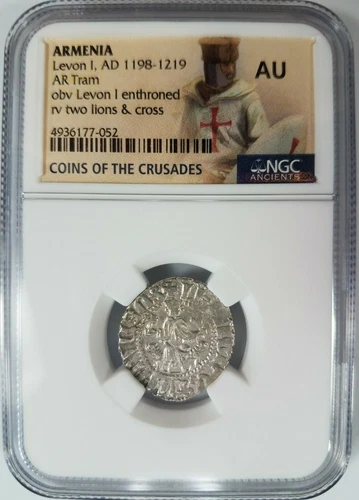 ARMENIA
Levon I, AD 1198-1219
AR Tram
obv Levon I enthroned
rv two lions & cross
AU
4936177-052
COINS OF THE CRUSADES
NGC
ANCIENTS